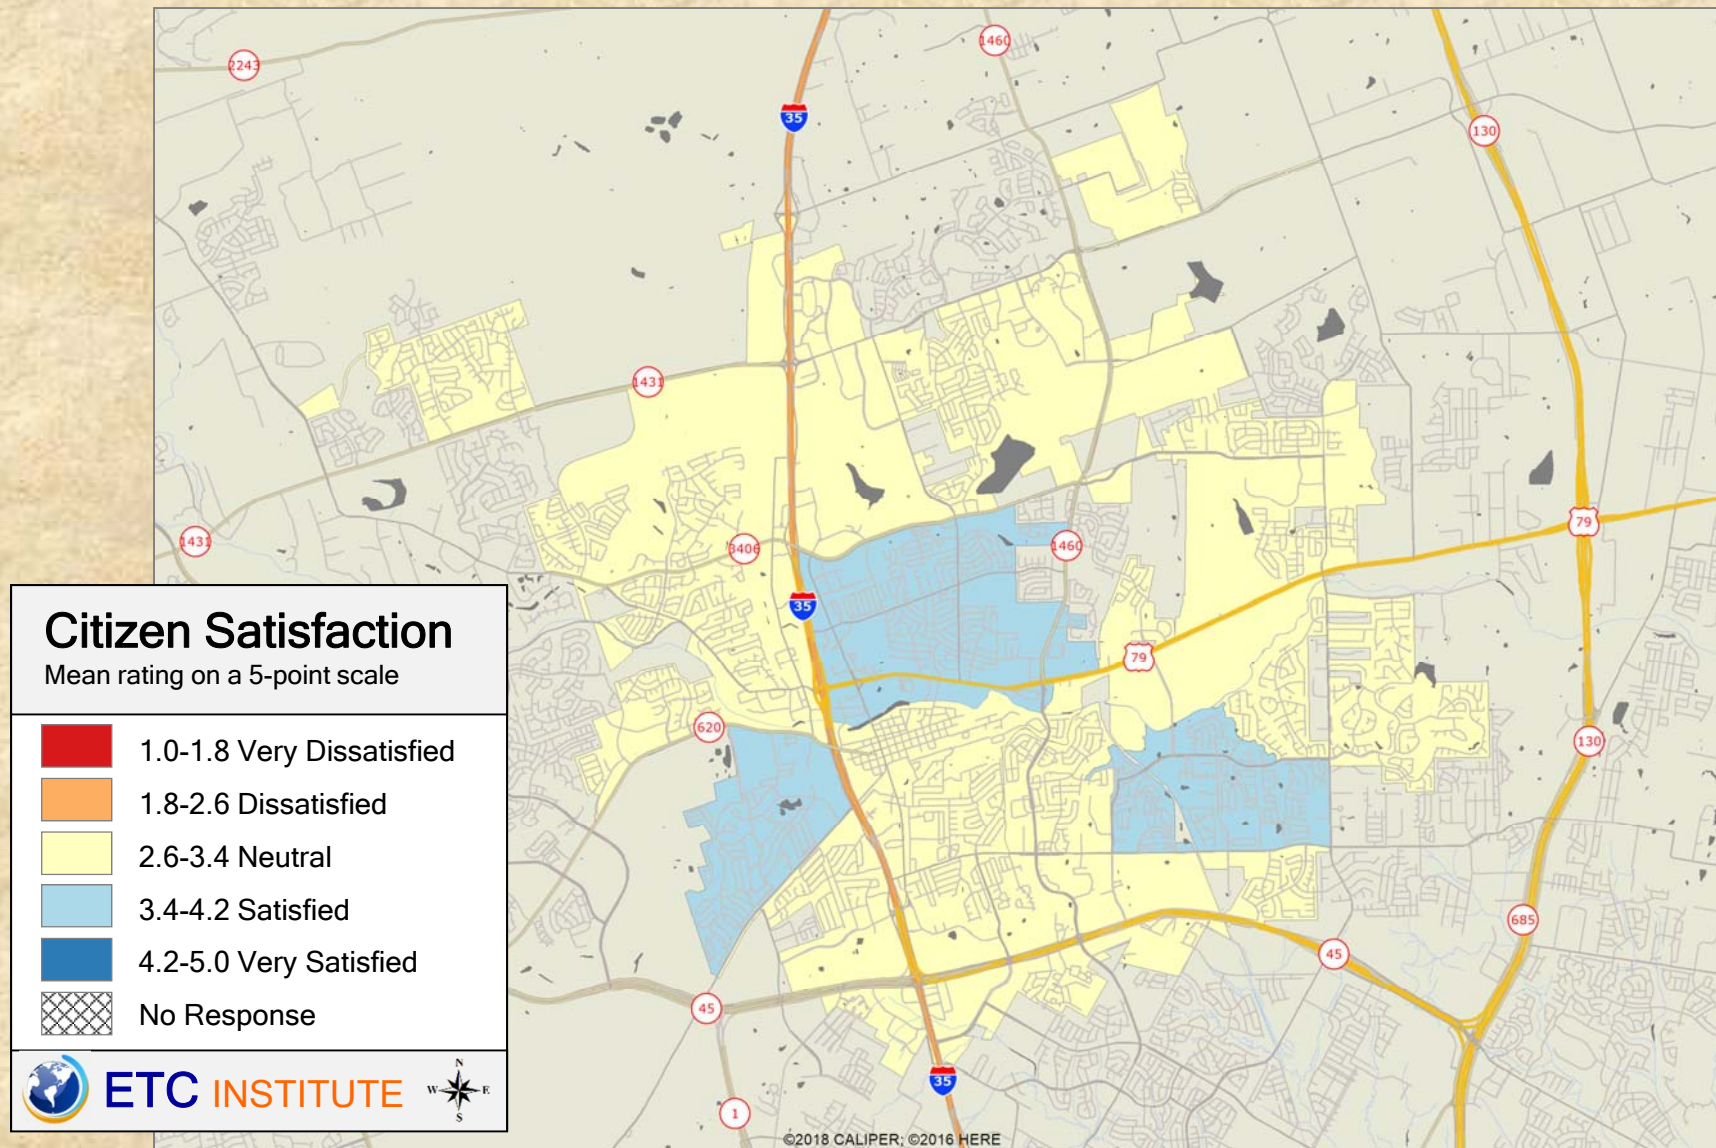 2243
1460
35
130
1431
79
1431
3406
1460
35
79
620
130
685
45
45
35
1
Citizen Satisfaction
Mean rating on a 5-point scale
1.0-1.8 Very Dissatisfied
1.8-2.6 Dissatisfied
2.6-3.4 Neutral
3.4-4.2 Satisfied
4.2-5.0 Very Satisfied
No Response
ETC INSTITUTE
N
W E
S
©2018 CALIPER; ©2016 HERE